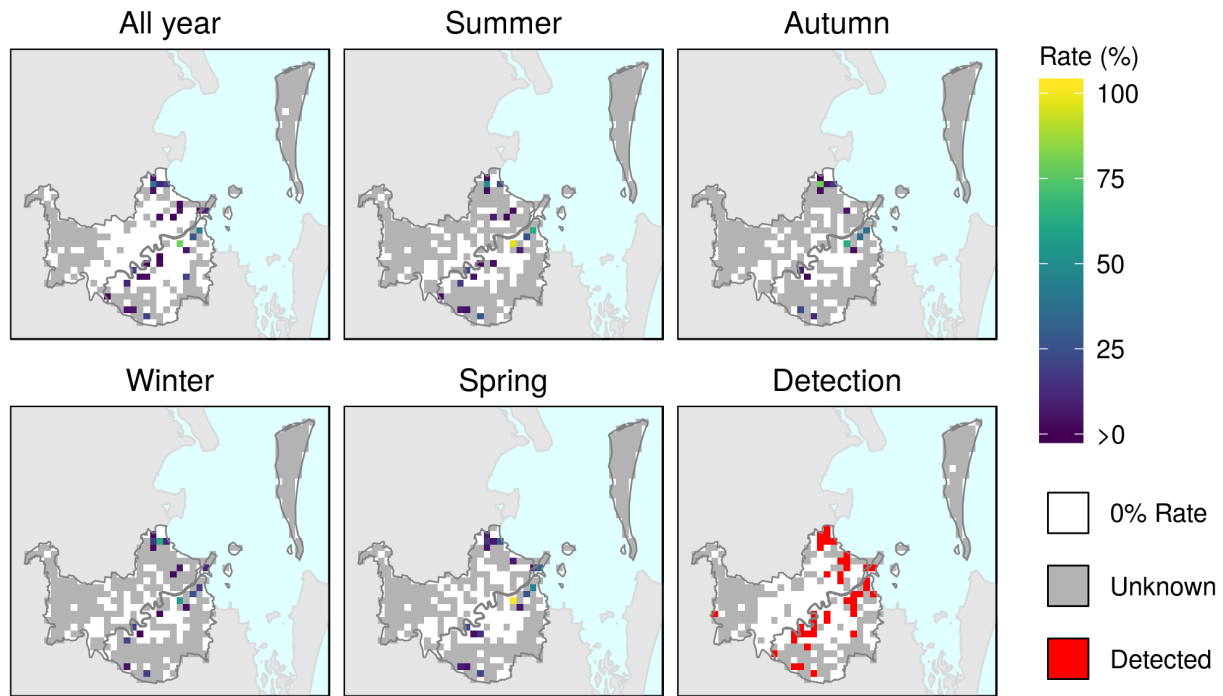 All year
Summer
Autumn
Rate (%)
100
75
50
25
>0
Winter
Spring
Detection
0% Rate
Unknown
Detected